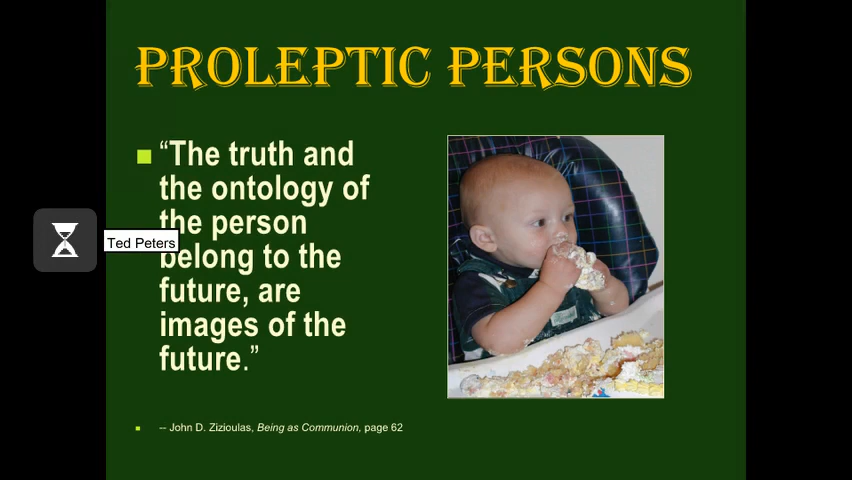 PROLEPTIC PERSONS
“The truth and
the ontology of
the person
belong to the
future, are
images of the
future.”
Ted Peters
-- John D. Zizioulas, Being as Communion, page 62